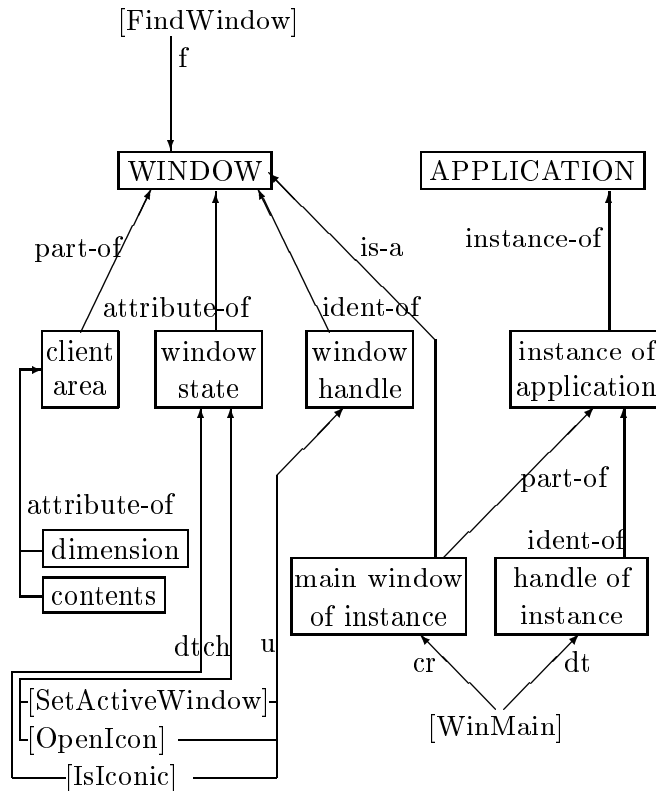 [FindWindow]
f
WINDOW
APPLICATION
part-of
attribute-of
ident-of
is-a
instance-of
client
area
window
state
window
handle
instance of
application
attribute-of
dimension
contents
part-of
ident-of
main window
of instance
handle of
instance
dt
ch
u
cr
dt
[SetActiveWindow]
[OpenIcon]
[IsIconic]
[WinMain]